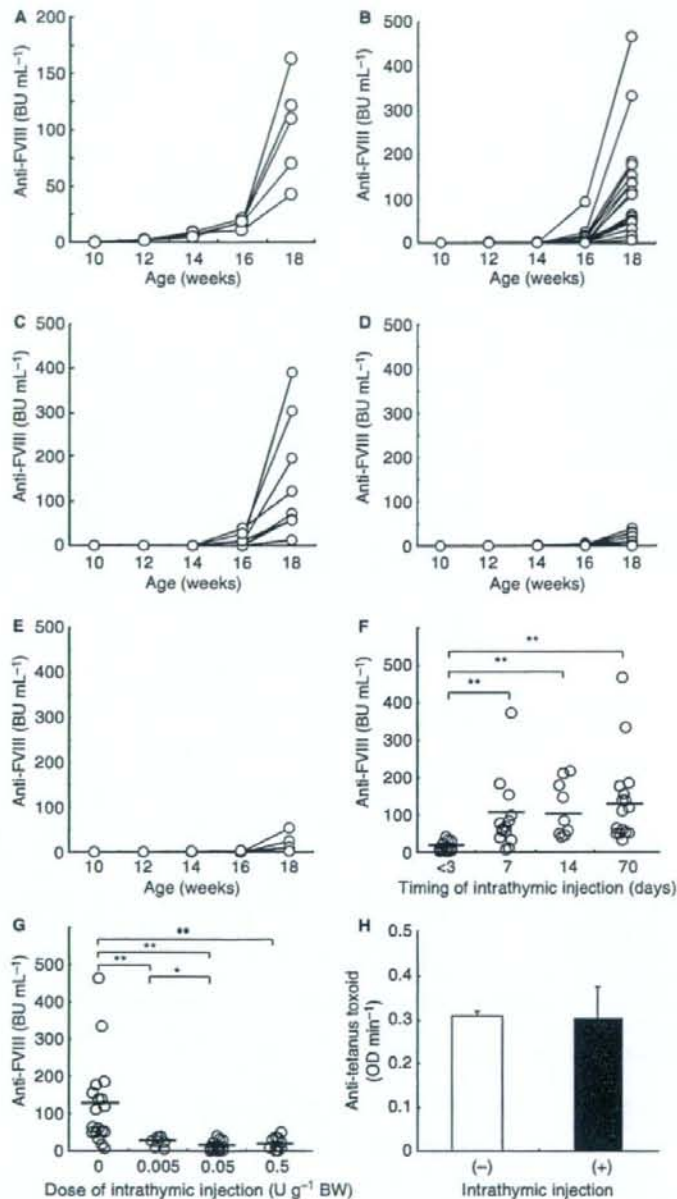 A
Anti-FVIII (BU mL⁻¹)
200
150
100
50
0
10 12 14 16 18
Age (weeks)
B
Anti-FVIII (BU mL⁻¹)
500
400
300
200
100
0
10 12 14 16 18
Age (weeks)
C
Anti-FVIII (BU mL⁻¹)
500
400
300
200
100
0
10 12 14 16 18
Age (weeks)
D
Anti-FVIII (BU mL⁻¹)
500
400
300
200
100
0
10 12 14 16 18
Age (weeks)
E
Anti-FVIII (BU mL⁻¹)
500
400
300
200
100
0
10 12 14 16 18
Age (weeks)
F
Anti-FVIII (BU mL⁻¹)
500
400
300
200
100
0
**
**
**
<3 7 14 70
Timing of intrathymic injection (days)
G
Anti-FVIII (BU mL⁻¹)
500
400
300
200
100
0
**
**
**
*
0 0.005 0.05 0.5
Dose of intrathymic injection (U g⁻¹ BW)
H
Anti-tetanus toxoid
(OD min⁻¹)
0.5
0.4
0.3
0.2
0.1
0
(–) (+)
Intrathymic injection